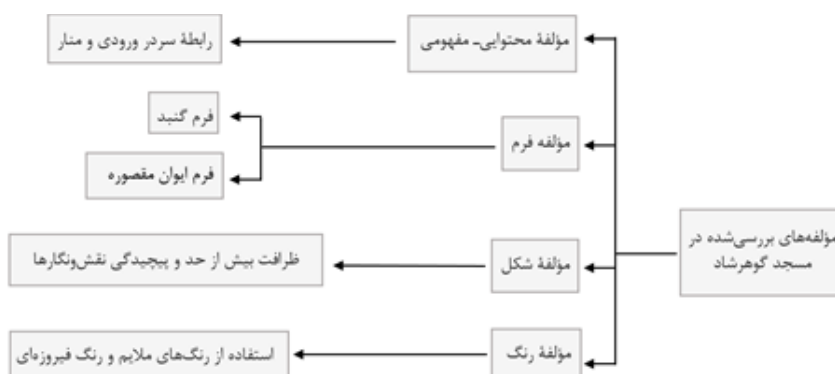 مؤلفه‌های بررسی‌شده در
مسجد گوهرشاد
مؤلفهٔ محتوایی‌ـ مفهومی
رابطهٔ سردر ورودی و منار
مؤلفه فرم
فرم گنبد
فرم ایوان مقصوره
مؤلفهٔ شکل
ظرافت بیش از حد و پیچیدگی نقش‌ونگارها
مؤلفهٔ رنگ
استفاده از رنگ‌های ملایم و رنگ فیروزه‌ای